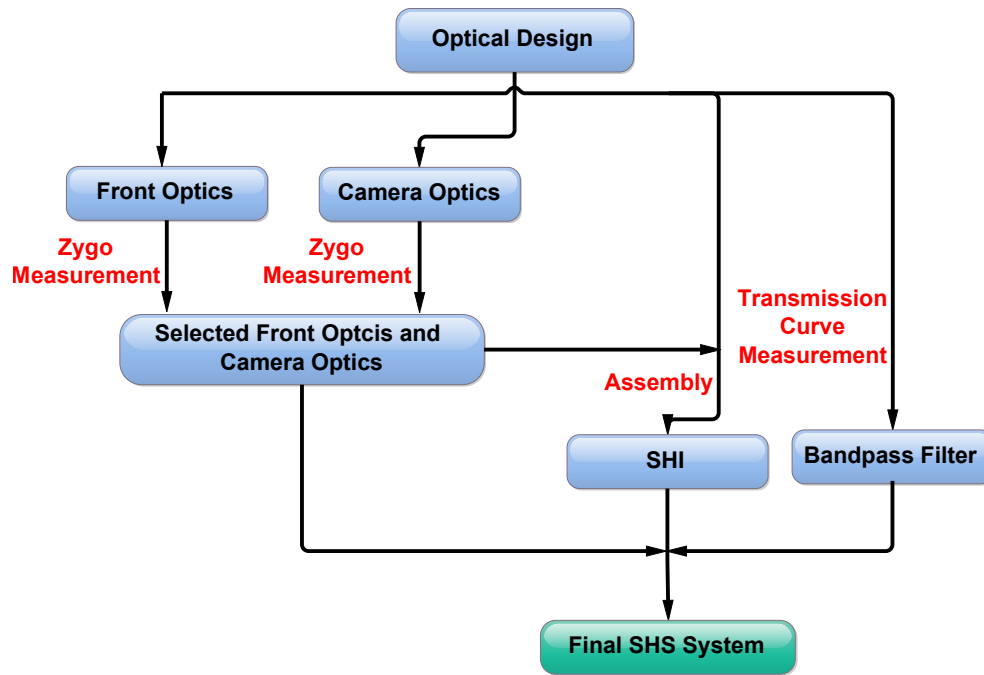 Optical Design
Front Optics
Camera Optics
Zygo
Measurement
Zygo
Measurement
Transmission
Curve
Measurement
Selected Front Optcis and
Camera Optics
Assembly
SHI
Bandpass Filter
Final SHS System